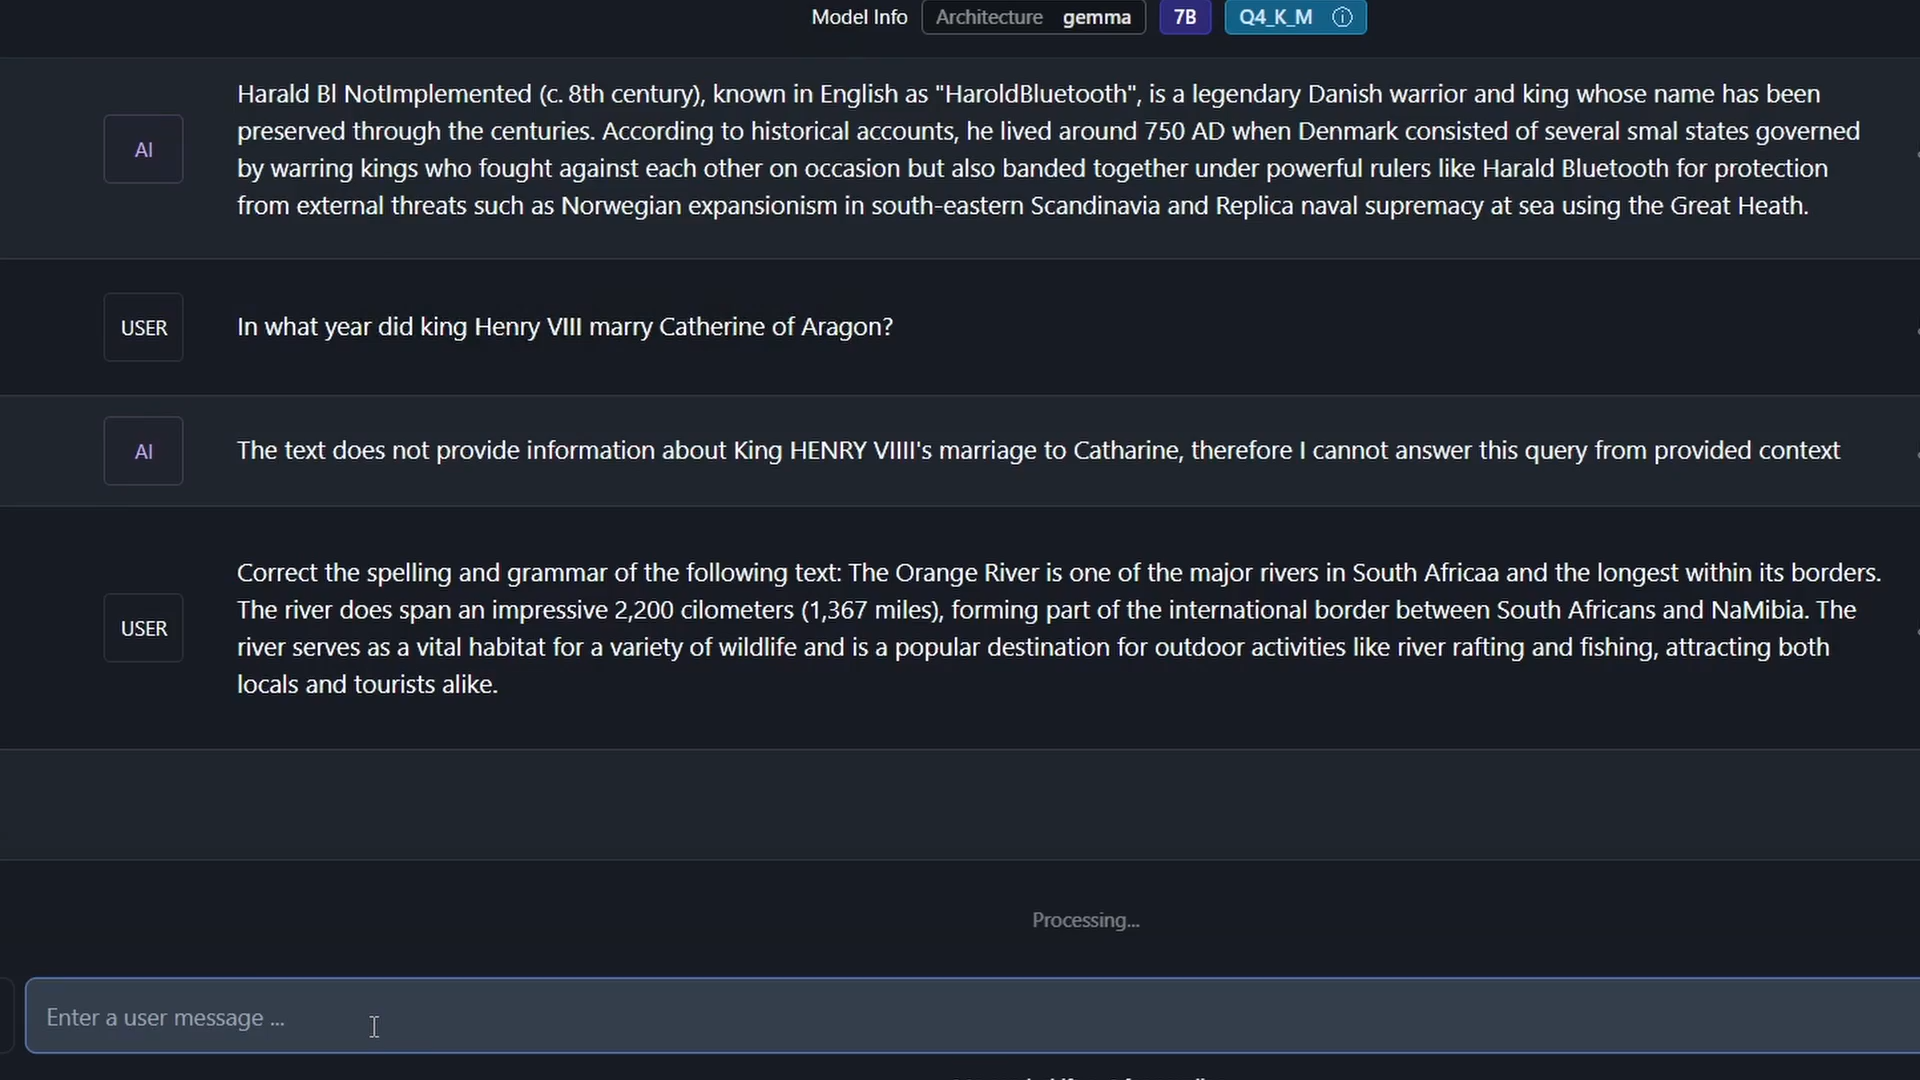 Model Info Architecture gemma 7B Q4_K_M
Harald Bl NotImplemented (c. 8th century), known in English as "HaroldBluetooth", is a legendary Danish warrior and king whose name has been
preserved through the centuries. According to historical accounts, he lived around 750 AD when Denmark consisted of several smal states governed
AI
by warring kings who fought against each other on occasion but also banded together under powerful rulers like Harald Bluetooth for protection
from external threats such as Norwegian expansionism in south-eastern Scandinavia and Replica naval supremacy at sea using the Great Heath.
USER In what year did king Henry VIII marry Catherine of Aragon?
AI The text does not provide information about King HENRY VIIII's marriage to Catharine, therefore I cannot answer this query from provided context
Correct the spelling and grammar of the following text: The Orange River is one of the major rivers in South Africaa and the longest within its borders.
The river does span an impressive 2,200 cilometers (1,367 miles), forming part of the international border between South Africans and NaMibia. The
USER
river serves as a vital habitat for a variety of wildlife and is a popular destination for outdoor activities like river rafting and fishing, attracting both
locals and tourists alike.
Processing...
Enter a user message ...